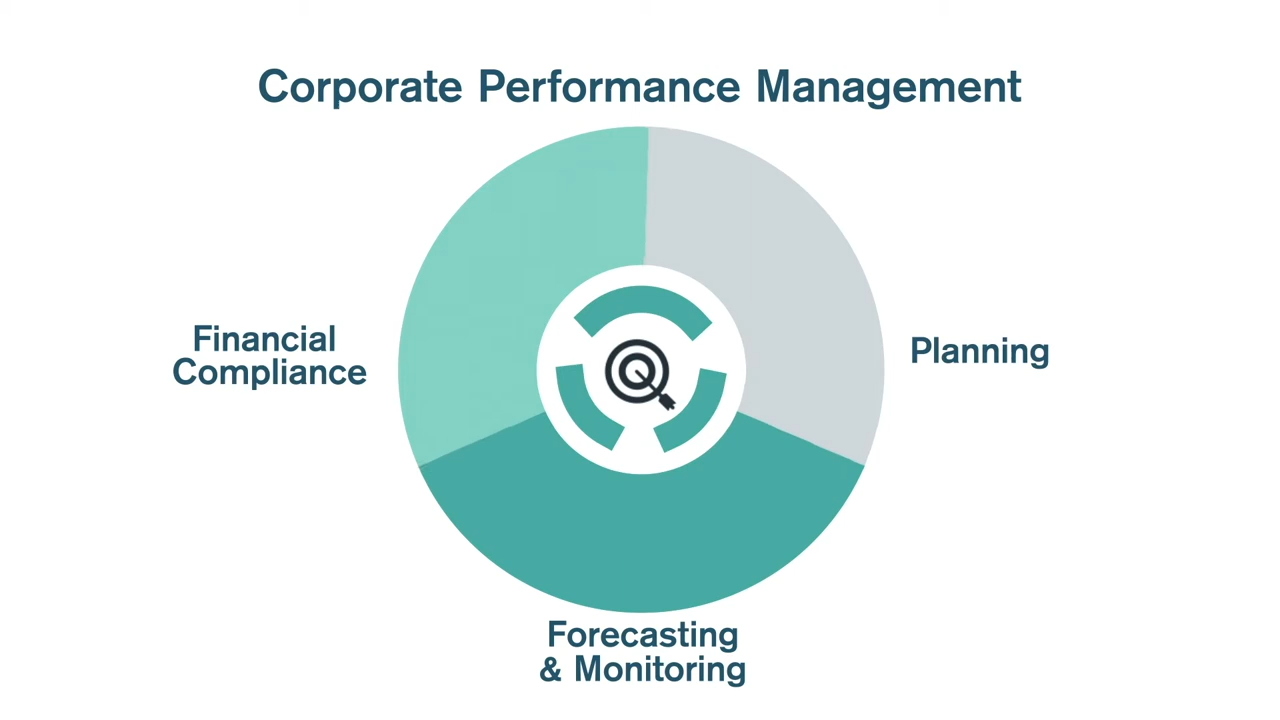 Corporate Performance Management
Financial
Compliance
Planning
Forecasting
& Monitoring